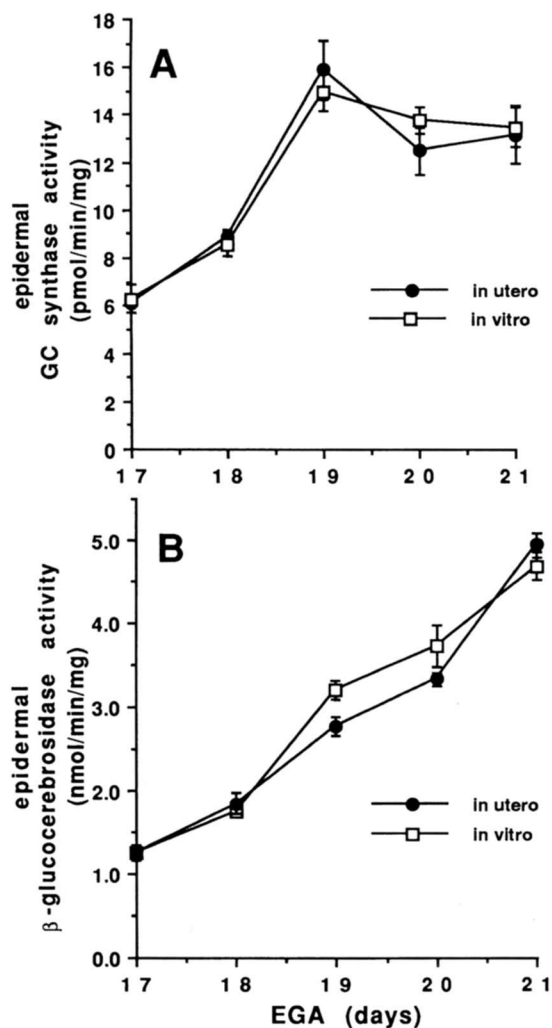 A
epidermal
GC synthase activity
(pmol/min/mg)
18
16
14
12
10
8
6
4
2
0
in utero
in vitro
17 18 19 20 21
B
epidermal
β-glucocerebrosidase activity
(nmol/min/mg)
5.0
4.0
3.0
2.0
1.0
0.0
in utero
in vitro
17 18 19 20 21
EGA (days)